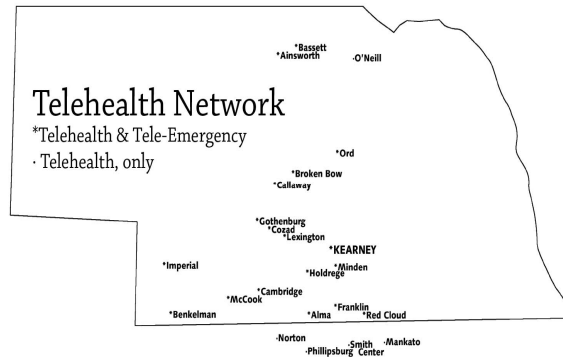 *Bassett
*Ainsworth
·O'Neill
Telehealth Network
*Telehealth & Tele-Emergency
· Telehealth, only
*Ord
*Broken Bow
*Callaway
*Gothenburg
*Cozad
*Lexington
*KEARNEY
*Imperial
*Minden
*Holdrege
*Cambridge
*McCook
*Franklin
*Benkelman
*Alma
*Red Cloud
·Norton
·Smith Center
·Mankato
·Phillipsburg